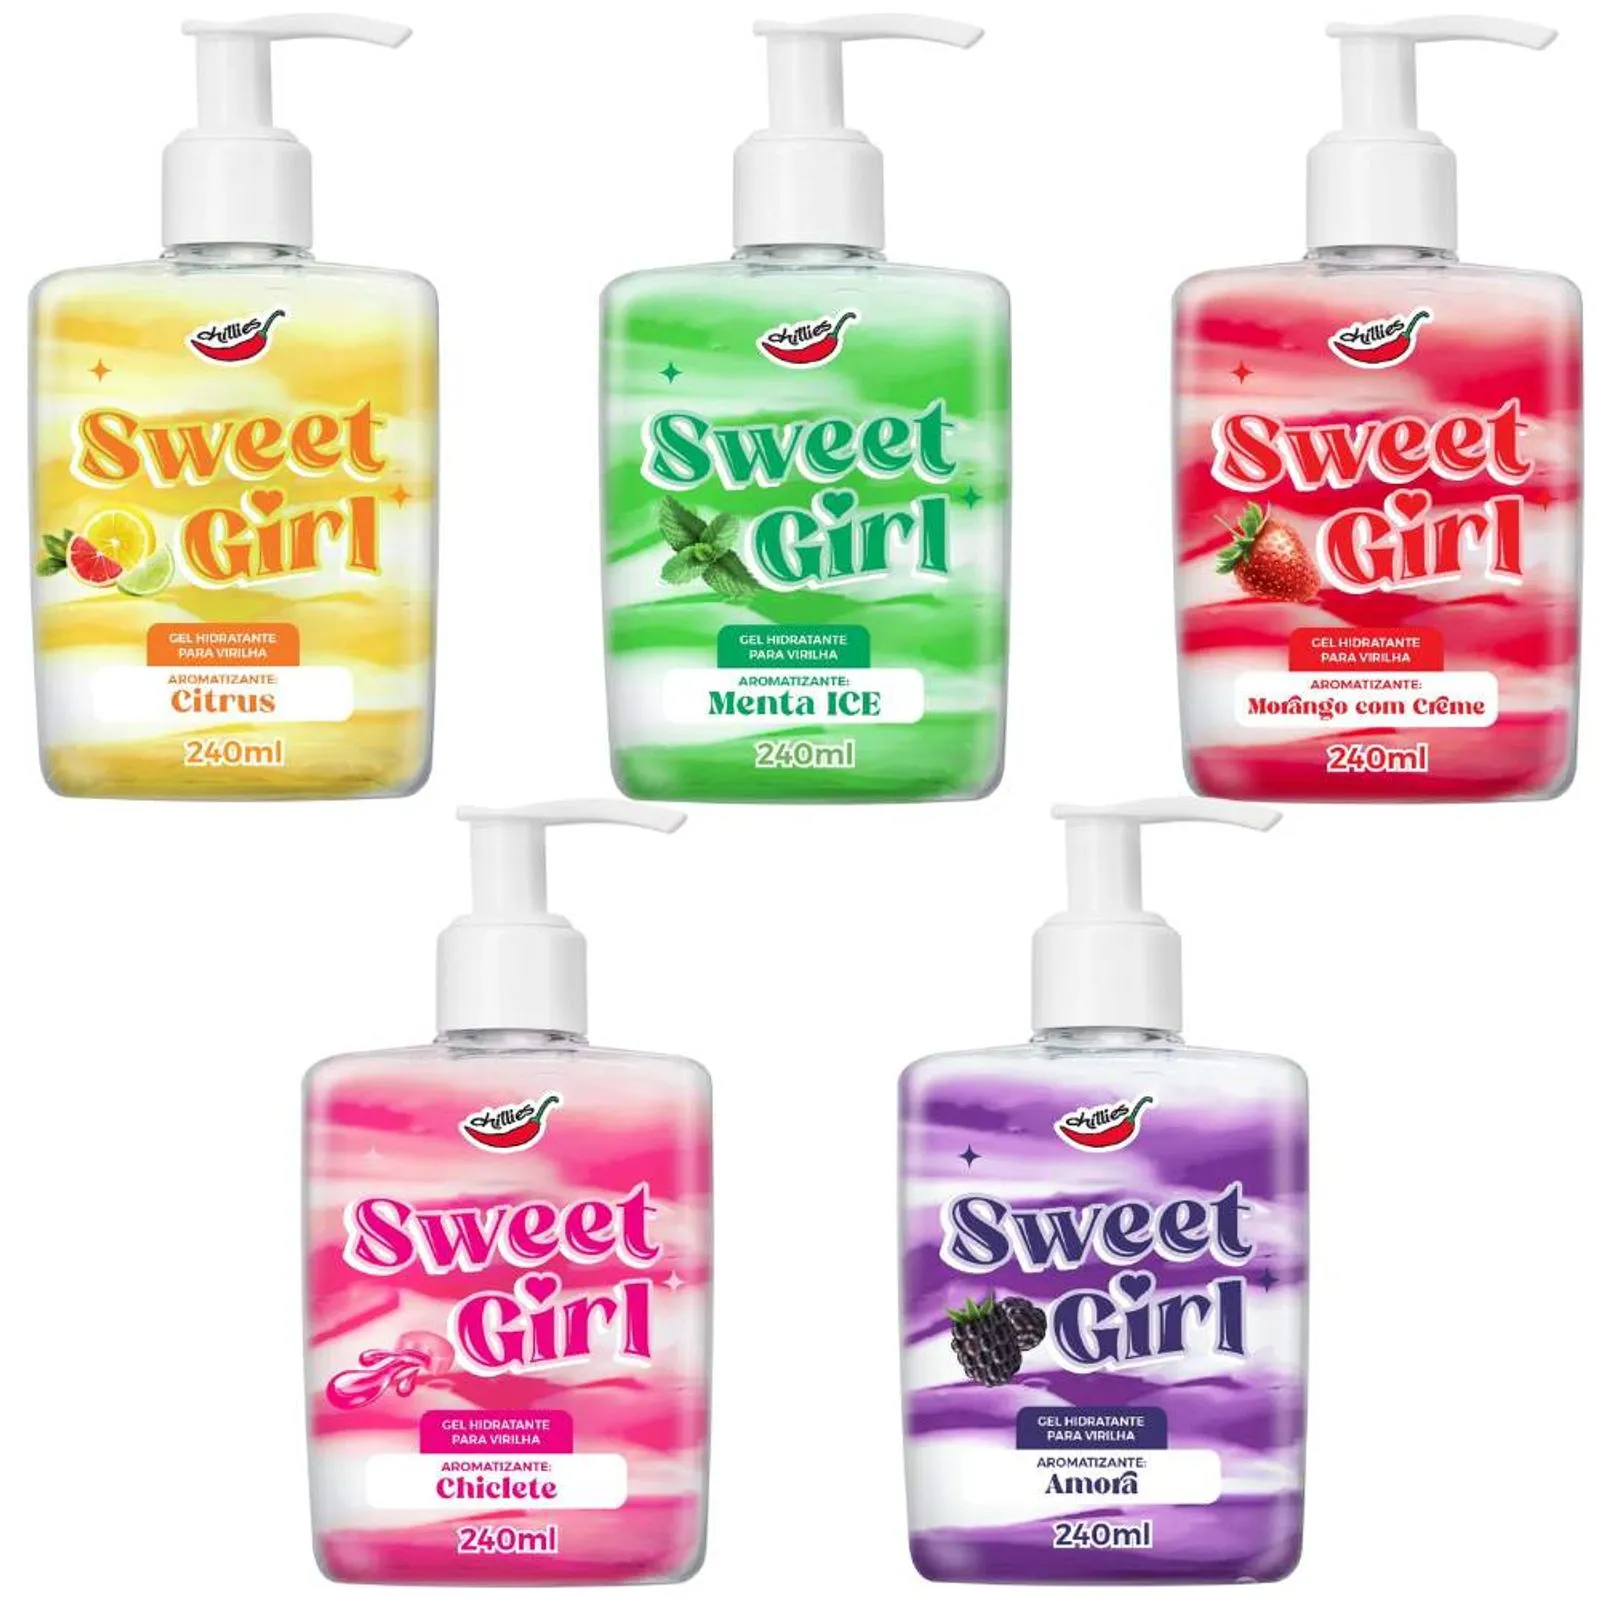 chillies
Sweet
Girl
GEL HIDRATANTE
PARA VIRILHA
AROMATIZANTE:
Citrus
240ml
chillies
Sweet
Girl
GEL HIDRATANTE
PARA VIRILHA
AROMATIZANTE:
Menta ICE
240ml
chillies
Sweet
Girl
GEL HIDRATANTE
PARA VIRILHA
AROMATIZANTE:
Morango com Crême
240ml
chillies
Sweet
Girl
GEL HIDRATANTE
PARA VIRILHA
AROMATIZANTE:
Chiclete
240ml
chillies
Sweet
Girl
GEL HIDRATANTE
PARA VIRILHA
AROMATIZANTE:
Amora
240ml